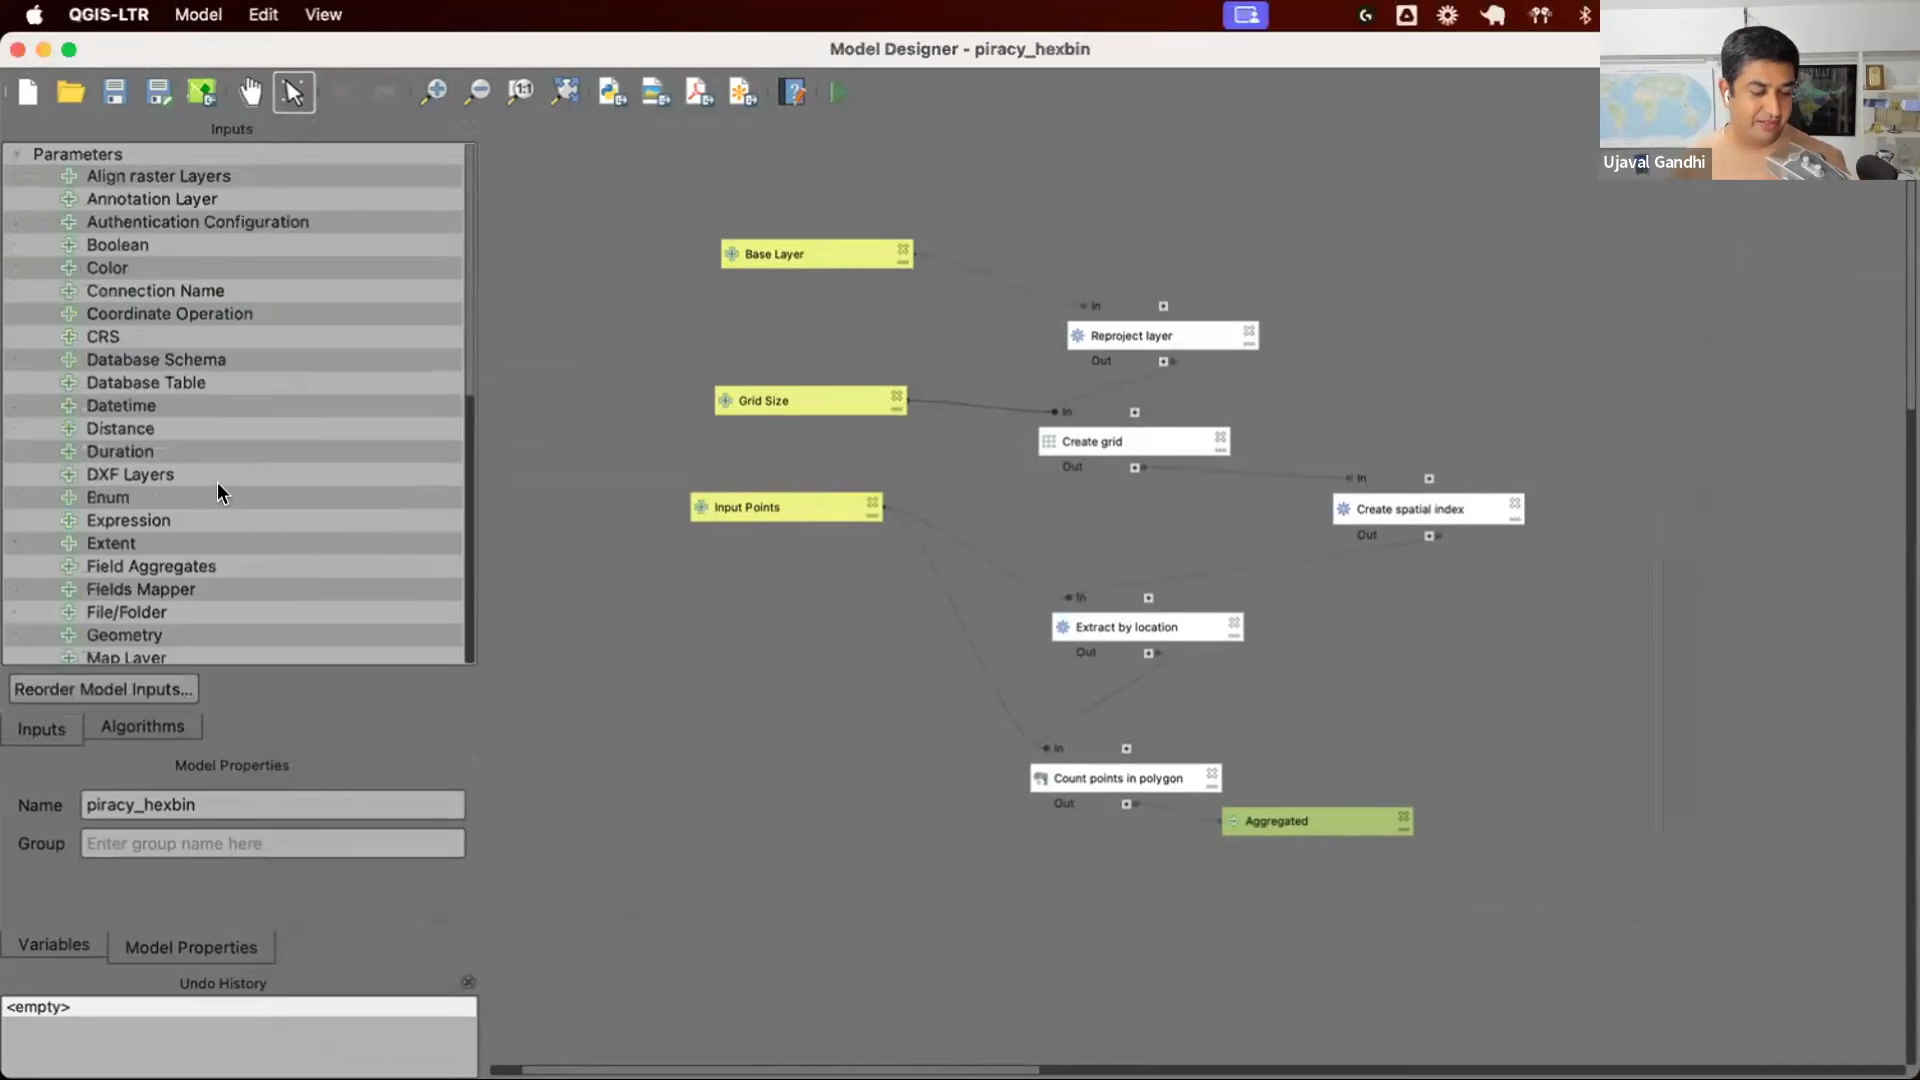 QGIS-LTR Model Edit View
Model Designer - piracy_hexbin
Ujaval Gandhi
Inputs
Parameters
Align raster Layers
Annotation Layer
Authentication Configuration
Boolean
Color
Connection Name
Coordinate Operation
CRS
Database Schema
Database Table
Datetime
Distance
Duration
DXF Layers
Enum
Expression
Extent
Field Aggregates
Fields Mapper
File/Folder
Geometry
Map Layer
Reorder Model Inputs...
Inputs Algorithms
Model Properties
Name piracy_hexbin
Group Enter group name here
Variables Model Properties
Undo History
<empty>
Base Layer
In
Reproject layer
Out
Grid Size
In
Create grid
Out
In
Create spatial index
Out
Input Points
In
Extract by location
Out
In
Count points in polygon
Out
Aggregated